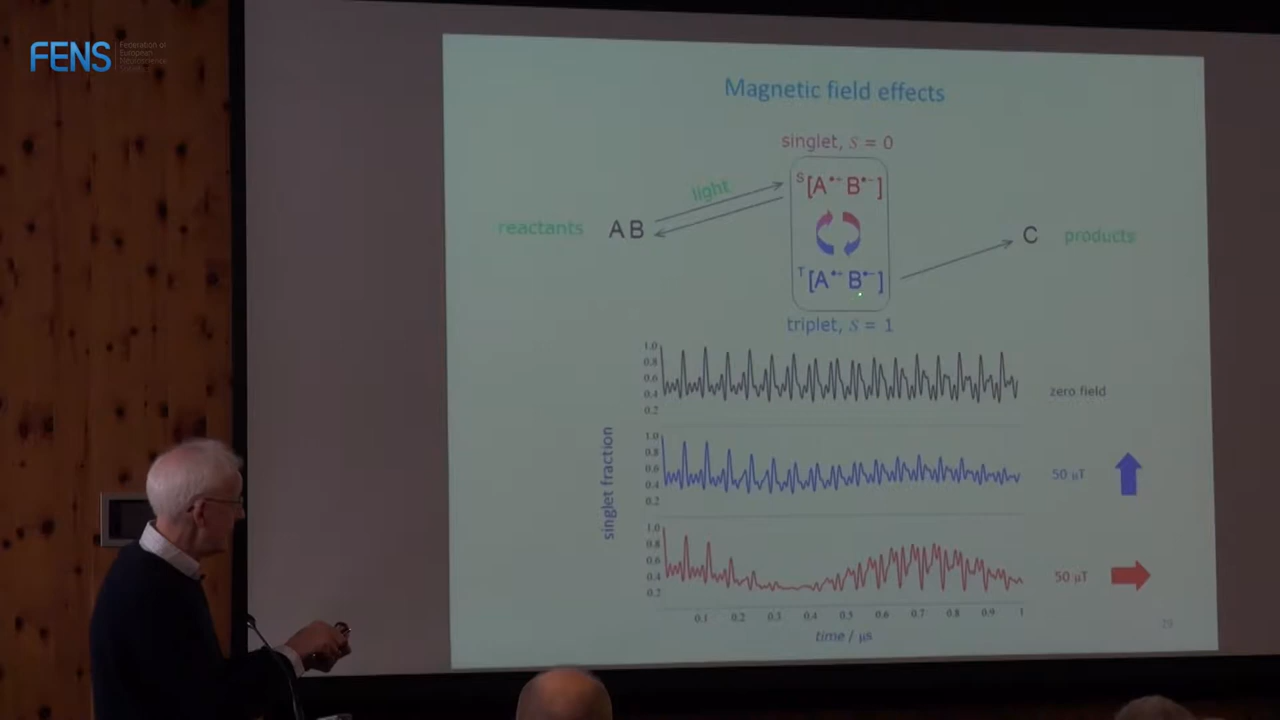 FENS
Federation of
European
Neuroscience
Societies
Magnetic field effects
singlet, S = 0
S[A•+ B•−]
light
reactants
A B
C
products
T[A•+ B•−]
triplet, S = 1
singlet fraction
1.0
0.8
0.6
0.4
0.2
zero field
1.0
0.8
0.6
0.4
0.2
50 μT
1.0
0.8
0.6
0.4
0.2
50 μT
0.1 0.2 0.3 0.4 0.5 0.6 0.7 0.8 0.9 1
time / μs